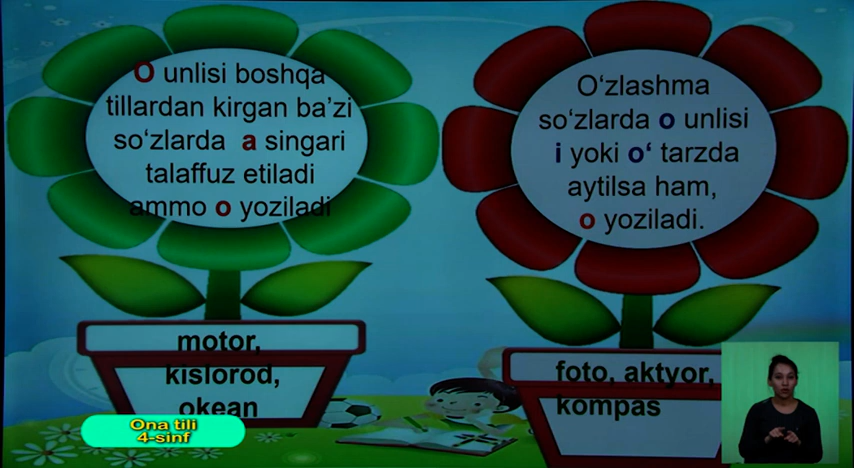 O unlisi boshqa
tillardan kirgan ba’zi
so‘zlarda a singari
talaffuz etiladi
ammo o yoziladi
motor,
kislorod,
okean
O‘zlashma
so‘zlarda o unlisi
i yoki o‘ tarzda
aytilsa ham,
o yoziladi.
foto, aktyor,
kompas
Ona tili
4-sinf